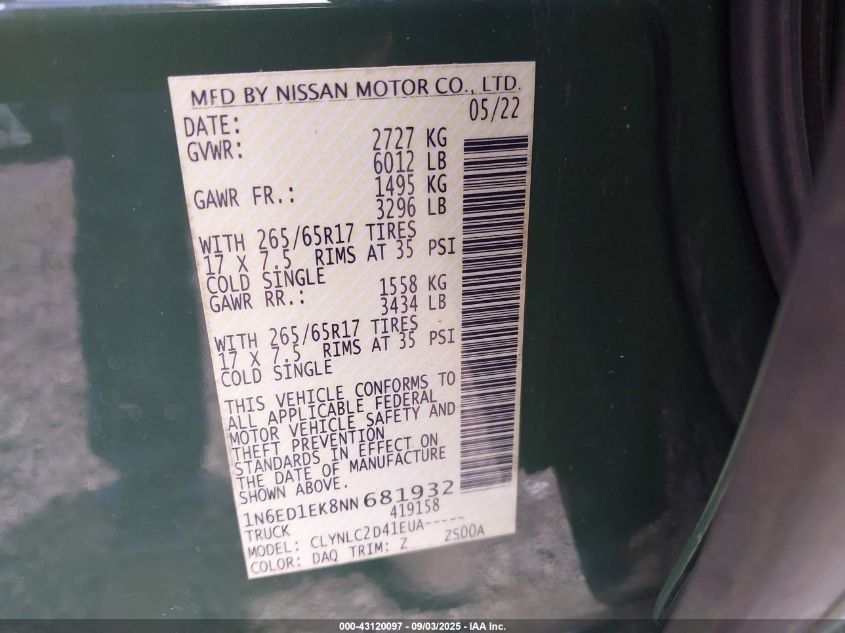 MFD BY NISSAN MOTOR CO., LTD.
DATE: 05/22
GVWR: 2727 KG
6012 LB
GAWR FR.: 1495 KG
3296 LB
WITH 265/65R17 TIRES
17 X 7.5 RIMS AT 35 PSI
COLD SINGLE
GAWR RR.: 1558 KG
3434 LB
WITH 265/65R17 TIRES
17 X 7.5 RIMS AT 35 PSI
COLD SINGLE
THIS VEHICLE CONFORMS TO
ALL APPLICABLE FEDERAL
MOTOR VEHICLE SAFETY AND
THEFT PREVENTION
STANDARDS IN EFFECT ON
THE DATE OF MANUFACTURE
SHOWN ABOVE.
1N6ED1EK8NN681932
TRUCK 419158
MODEL: CLYNLC2D41EUA-----
COLOR: DAQ TRIM: Z ZS00A
000-43120097 - 09/03/2025 - IAA Inc.